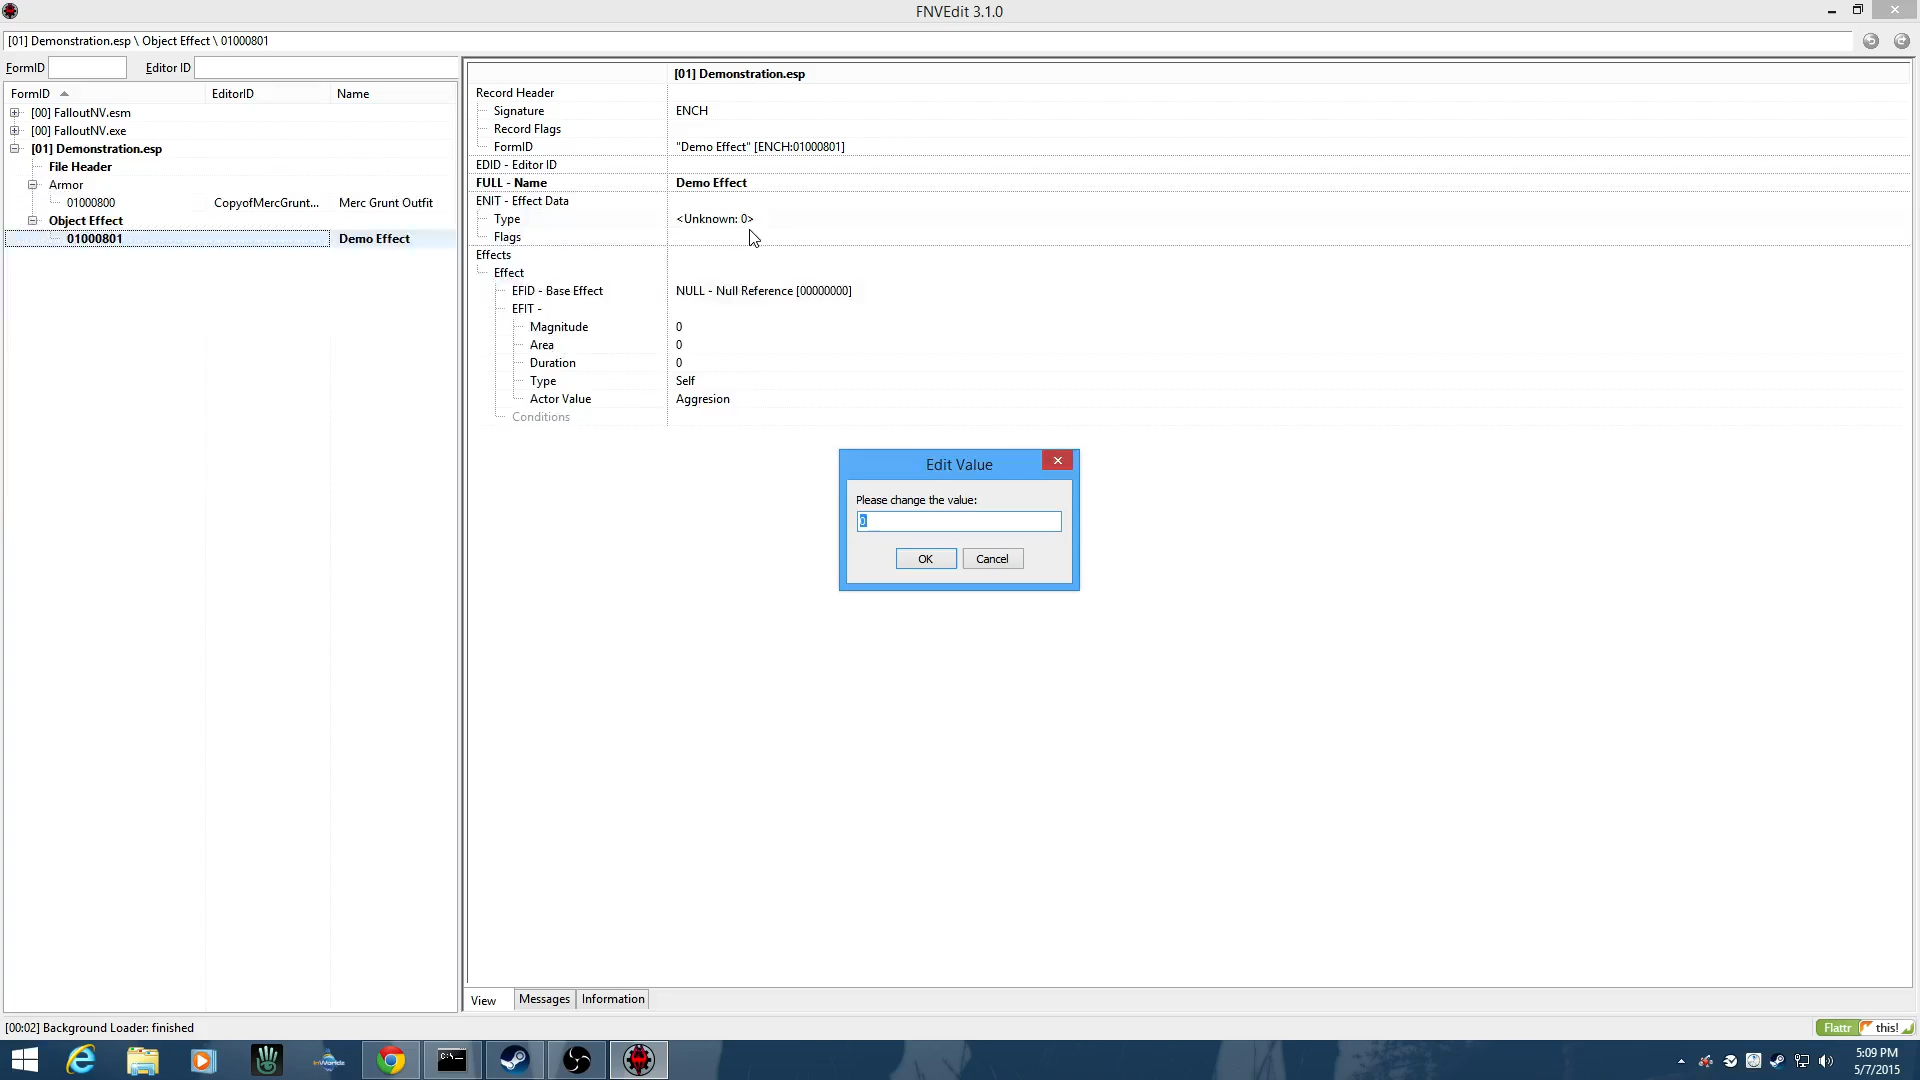 FNVEdit 3.1.0
[01] Demonstration.esp \ Object Effect \ 01000801
FormID
Editor ID
FormID EditorID Name
[00] FalloutNV.esm
[00] FalloutNV.exe
[01] Demonstration.esp
File Header
Armor
01000800 CopyofMercGrunt... Merc Grunt Outfit
Object Effect
01000801 Demo Effect
[01] Demonstration.esp
Record Header
Signature ENCH
Record Flags
FormID "Demo Effect" [ENCH:01000801]
EDID - Editor ID
FULL - Name Demo Effect
ENIT - Effect Data
Type <Unknown: 0>
Flags
Effects
Effect
EFID - Base Effect NULL - Null Reference [00000000]
EFIT -
Magnitude 0
Area 0
Duration 0
Type Self
Actor Value Aggresion
Conditions
Edit Value
Please change the value:
0
OK Cancel
View Messages Information
[00:02] Background Loader: finished
Flattr this!
InWorldz
C:\
5:09 PM
5/7/2015